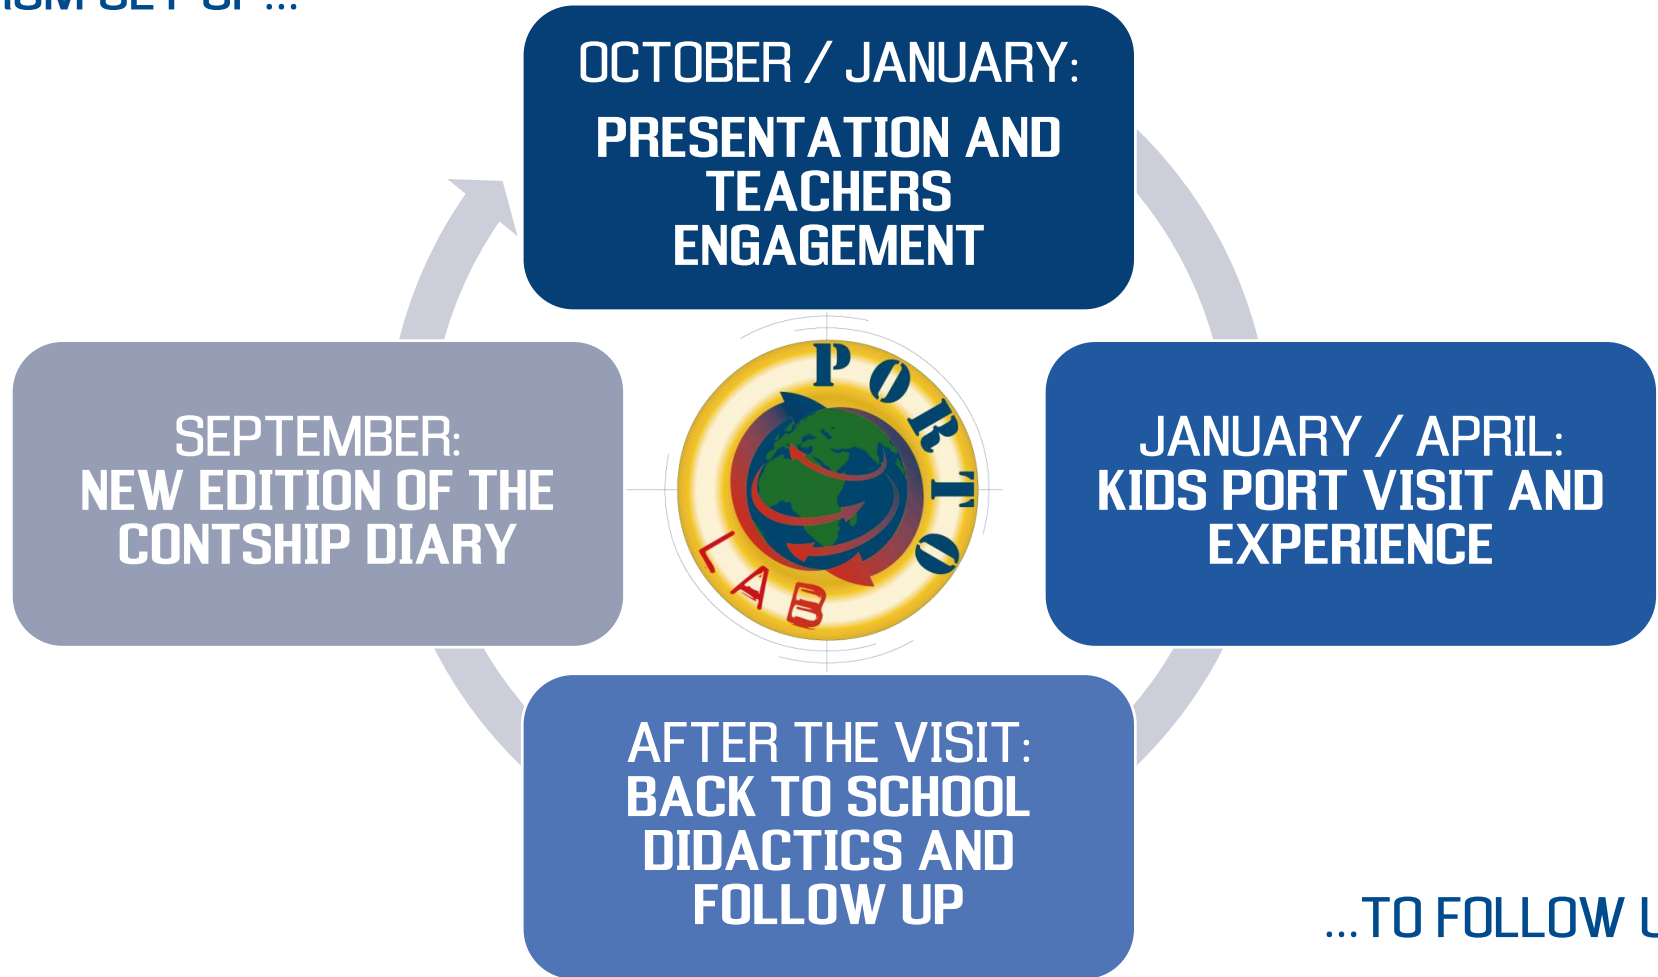 OCTOBER / JANUARY:
PRESENTATION AND
TEACHERS
ENGAGEMENT
SEPTEMBER:
NEW EDITION OF THE
CONTSHIP DIARY
PORTO
LAB
JANUARY / APRIL:
KIDS PORT VISIT AND
EXPERIENCE
AFTER THE VISIT:
BACK TO SCHOOL
DIDACTICS AND
FOLLOW UP
...TO FOLLOW